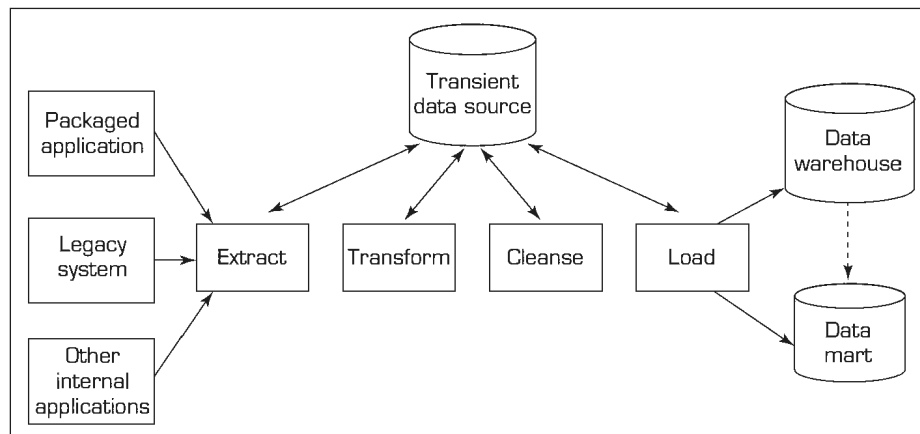 Transient
data source
Packaged
application
Data
warehouse
Legacy
system
Extract
Transform
Cleanse
Load
Other
internal
applications
Data
mart